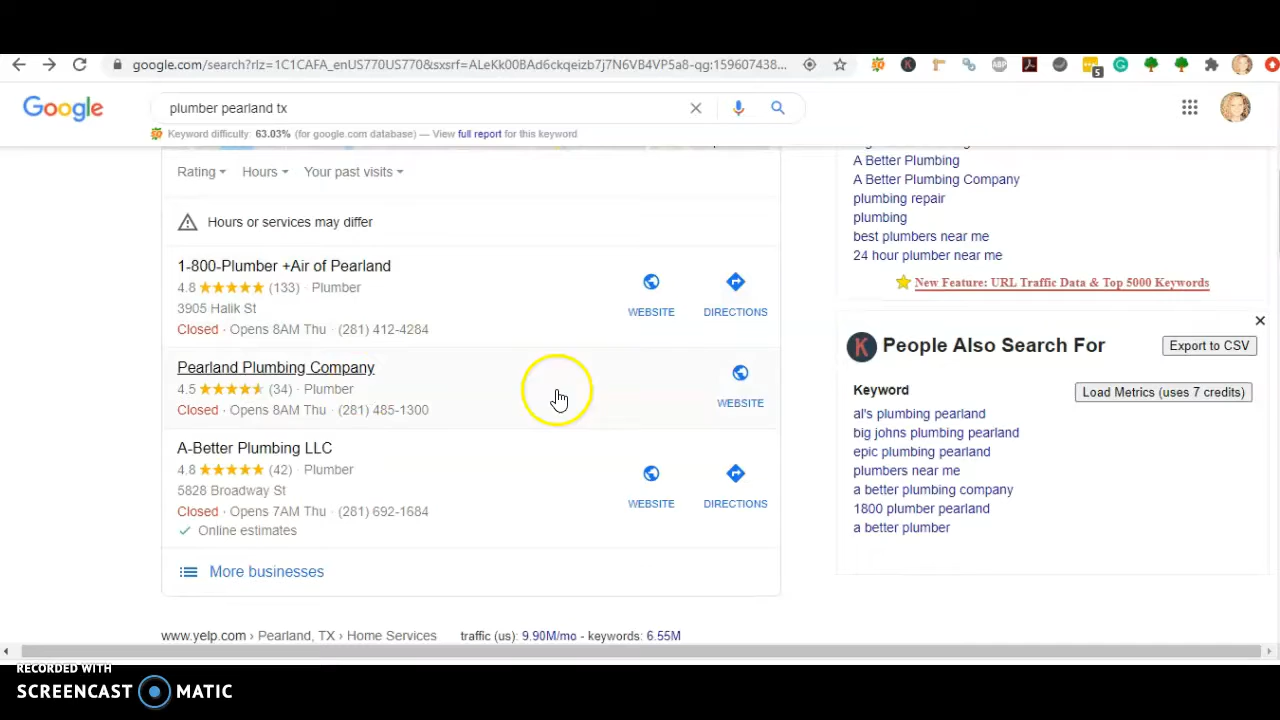 google.com/search?rlz=1C1CAFA_enUS770US770&sxsrf=ALeKk00BAd6ckqeizb7j7N6VB4VP5a8-qg:159607438...
5
Google
plumber pearland tx
Keyword difficulty: 63.03% (for google.com database) — View full report for this keyword
Rating
Hours
Your past visits
Hours or services may differ
1-800-Plumber +Air of Pearland
4.8 (133) · Plumber
3905 Halik St
Closed · Opens 8AM Thu · (281) 412-4284
WEBSITE
DIRECTIONS
Pearland Plumbing Company
4.5 (34) · Plumber
Closed · Opens 8AM Thu · (281) 485-1300
WEBSITE
A-Better Plumbing LLC
4.8 (42) · Plumber
5828 Broadway St
Closed · Opens 7AM Thu · (281) 692-1684
Online estimates
WEBSITE
DIRECTIONS
More businesses
www.yelp.com › Pearland, TX › Home Services
traffic (us): 9.90M/mo - keywords: 6.55M
A Better Plumbing
A Better Plumbing Company
plumbing repair
plumbing
best plumbers near me
24 hour plumber near me
New Feature: URL Traffic Data & Top 5000 Keywords
K People Also Search For
Export to CSV
Keyword
Load Metrics (uses 7 credits)
al's plumbing pearland
big johns plumbing pearland
epic plumbing pearland
plumbers near me
a better plumbing company
1800 plumber pearland
a better plumber
RECORDED WITH
SCREENCAST MATIC